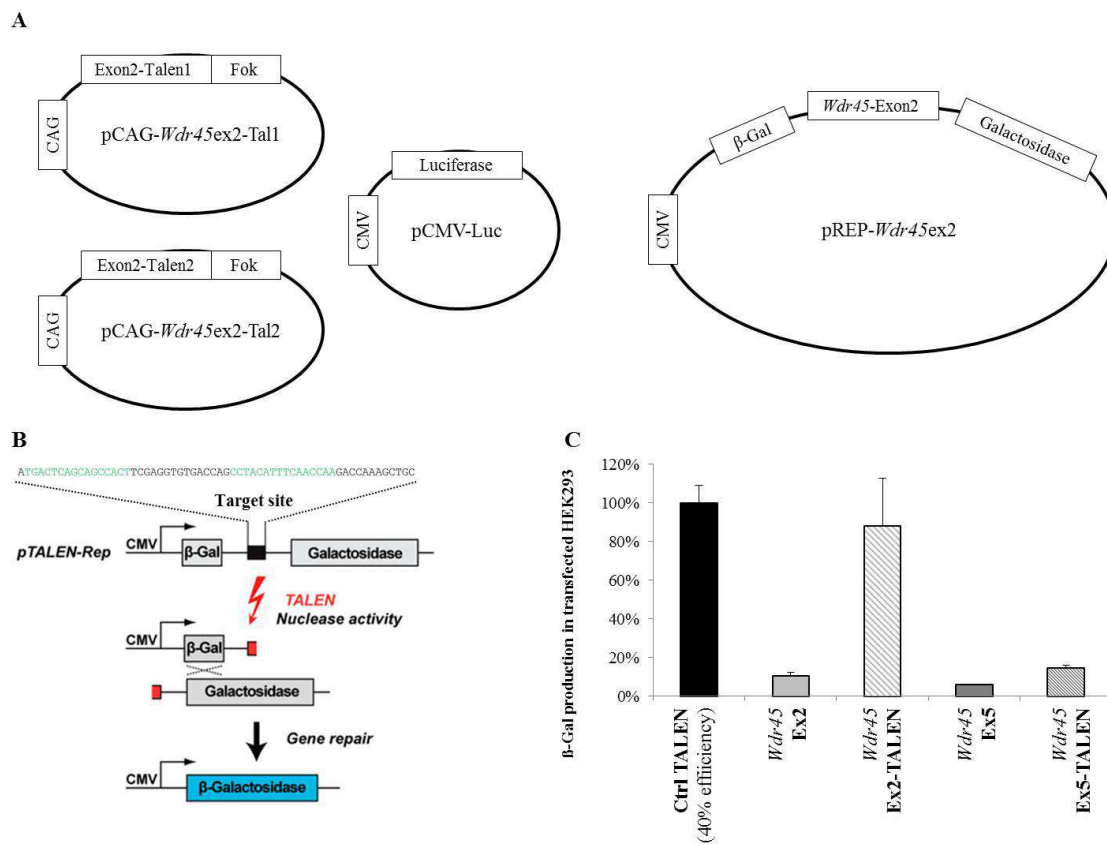 A
Exon2-Talen1 Fok
CAG
pCAG-Wdr45ex2-Tal1
Exon2-Talen2 Fok
CAG
pCAG-Wdr45ex2-Tal2
Luciferase
CMV
pCMV-Luc
Wdr45-Exon2
β-Gal
Galactosidase
CMV
pREP-Wdr45ex2
B
ATGACTCAGCAGCCACTTCGAGGTGTGACCAGCCTACATTTCAACCAAGACCAAAGCTGC
Target site
pTALEN-Rep
CMV
β-Gal
Galactosidase
TALEN
Nuclease activity
CMV
β-Gal
Galactosidase
Gene repair
CMV
β-Galactosidase
C
ß-Gal production in transfected HEK293
120%
100%
80%
60%
40%
20%
0%
Ctrl TALEN
(40% effiiciency)
Wdr45
Ex2
Wdr45
Ex2-TALEN
Wdr45
Ex5
Wdr45
Ex5-TALEN